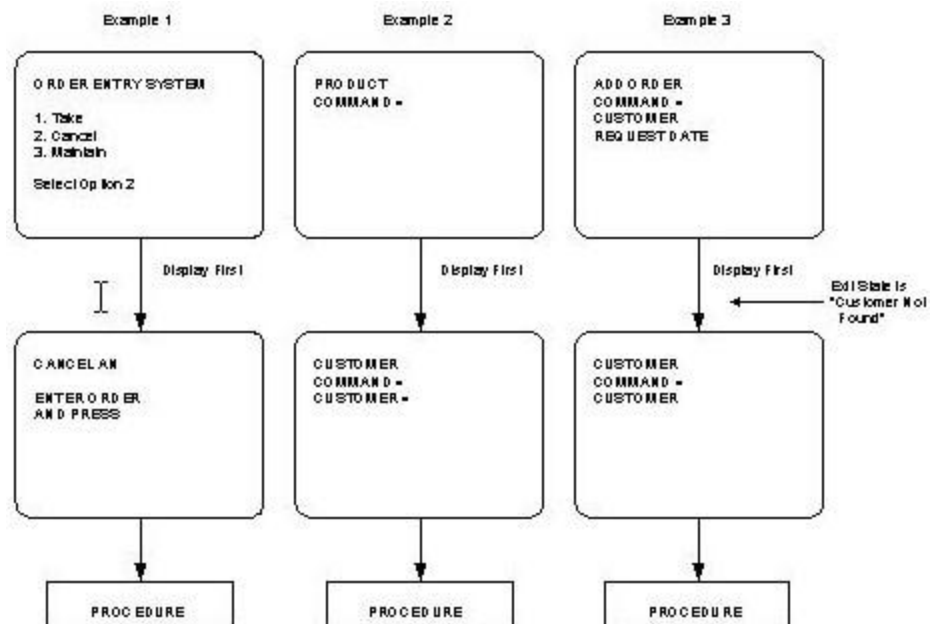 Example 1
ORDER ENTRY SYSTEM
1. Take
2. Cancel
3. Maintain
Select Option 2
Display First
CANCEL AN
ENTER ORDER
AND PRESS
PROCEDURE
Example 2
PRODUCT
COMMAND =
Display First
CUSTOMER
COMMAND =
CUSTOMER =
PROCEDURE
Example 3
ADD ORDER
COMMAND =
CUSTOMER
REQUEST DATE
Display First
Exit State is
"Customer Not
Found"
CUSTOMER
COMMAND =
CUSTOMER
PROCEDURE